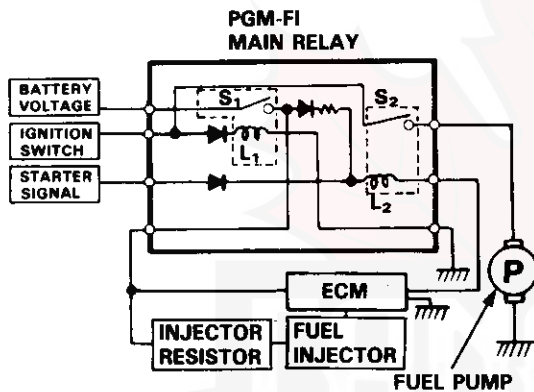 PGM-FI
MAIN RELAY
BATTERY
VOLTAGE
IGNITION
SWITCH
STARTER
SIGNAL
S1
L1
S2
L2
P
ECM
INJECTOR
RESISTOR
FUEL
INJECTOR
FUEL PUMP